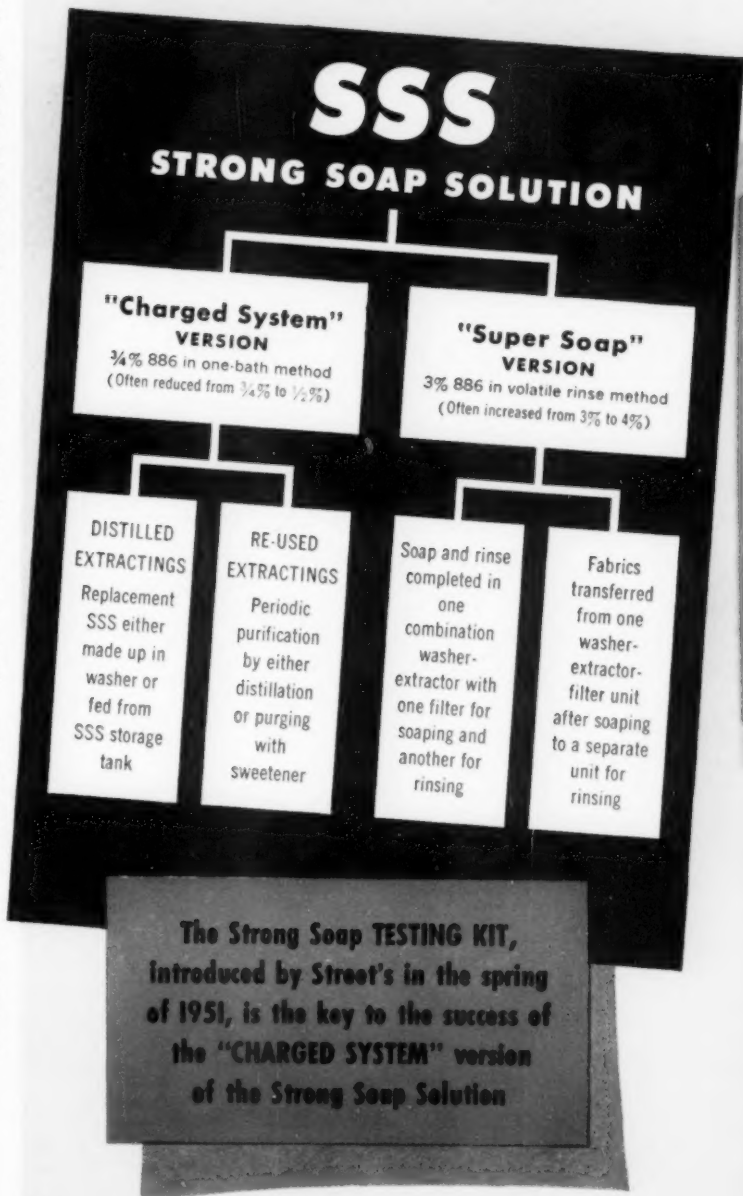 SSS
STRONG SOAP SOLUTION
"Charged System"
VERSION
¾% 886 in one-bath method
(Often reduced from ¾% to ½%)
"Super Soap"
VERSION
3% 886 in volatile rinse method
(Often increased from 3% to 4%)
DISTILLED
EXTRACTINGS
Replacement
SSS either
made up in
washer or
fed from
SSS storage
tank
RE-USED
EXTRACTINGS
Periodic
purification
by either
distillation
or purging
with
sweetener
Soap and rinse
completed in
one
combination
washer-
extractor with
one filter for
soaping and
another for
rinsing
Fabrics
transferred
from one
washer-
extractor-
filter unit
after soaping
to a separate
unit for
rinsing
The Strong Soap TESTING KIT,
introduced by Street's in the spring
of 1951, is the key to the success of
the "CHARGED SYSTEM" version
of the Strong Soap Solution